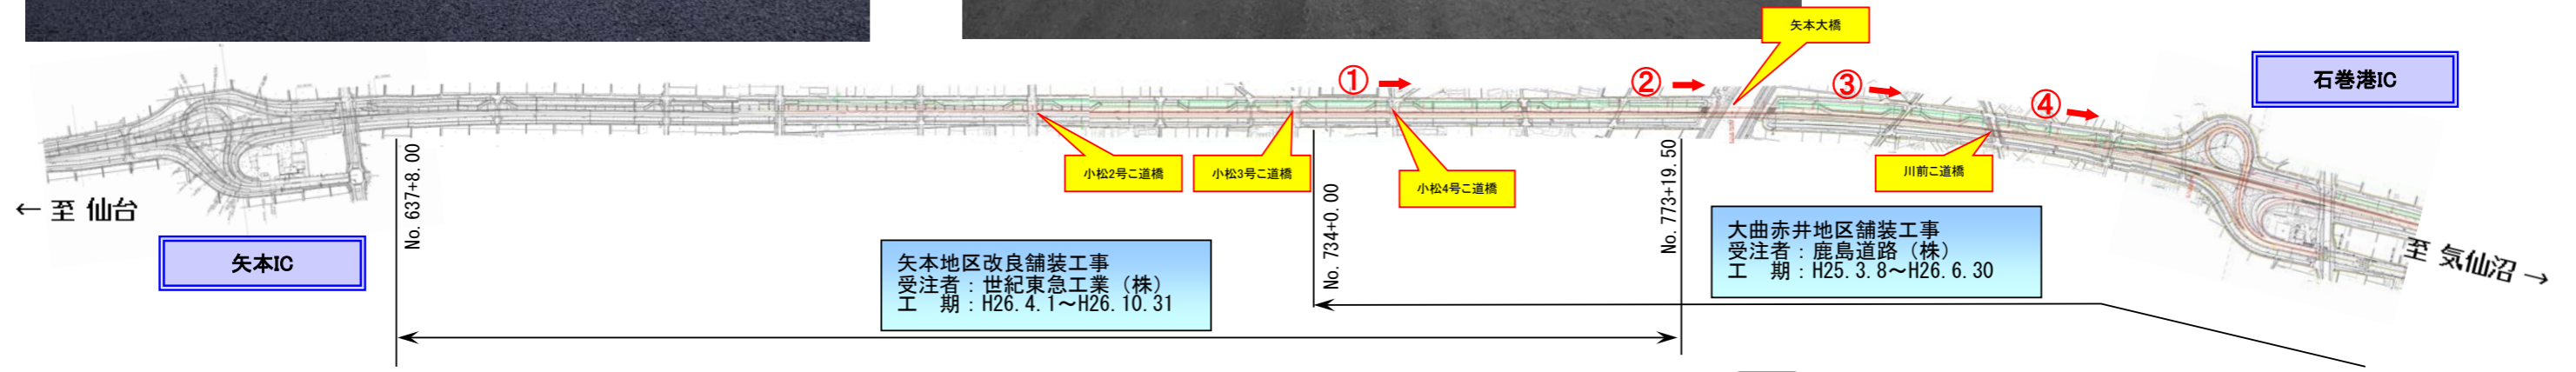 矢本大橋
① ② ③ ④
石巻港IC
小松2号こ道橋
小松3号こ道橋
小松4号こ道橋
川前こ道橋
← 至 仙台
矢本IC
No. 637+8. 00
No. 734+0. 00
No. 773+19. 50
矢本地区改良舗装工事
受注者：世紀東急工業（株）
工　期：H26. 4. 1～H26. 10. 31
大曲赤井地区舗装工事
受注者：鹿島道路（株）
工　期：H25. 3. 8～H26. 6. 30
至 気仙沼 →